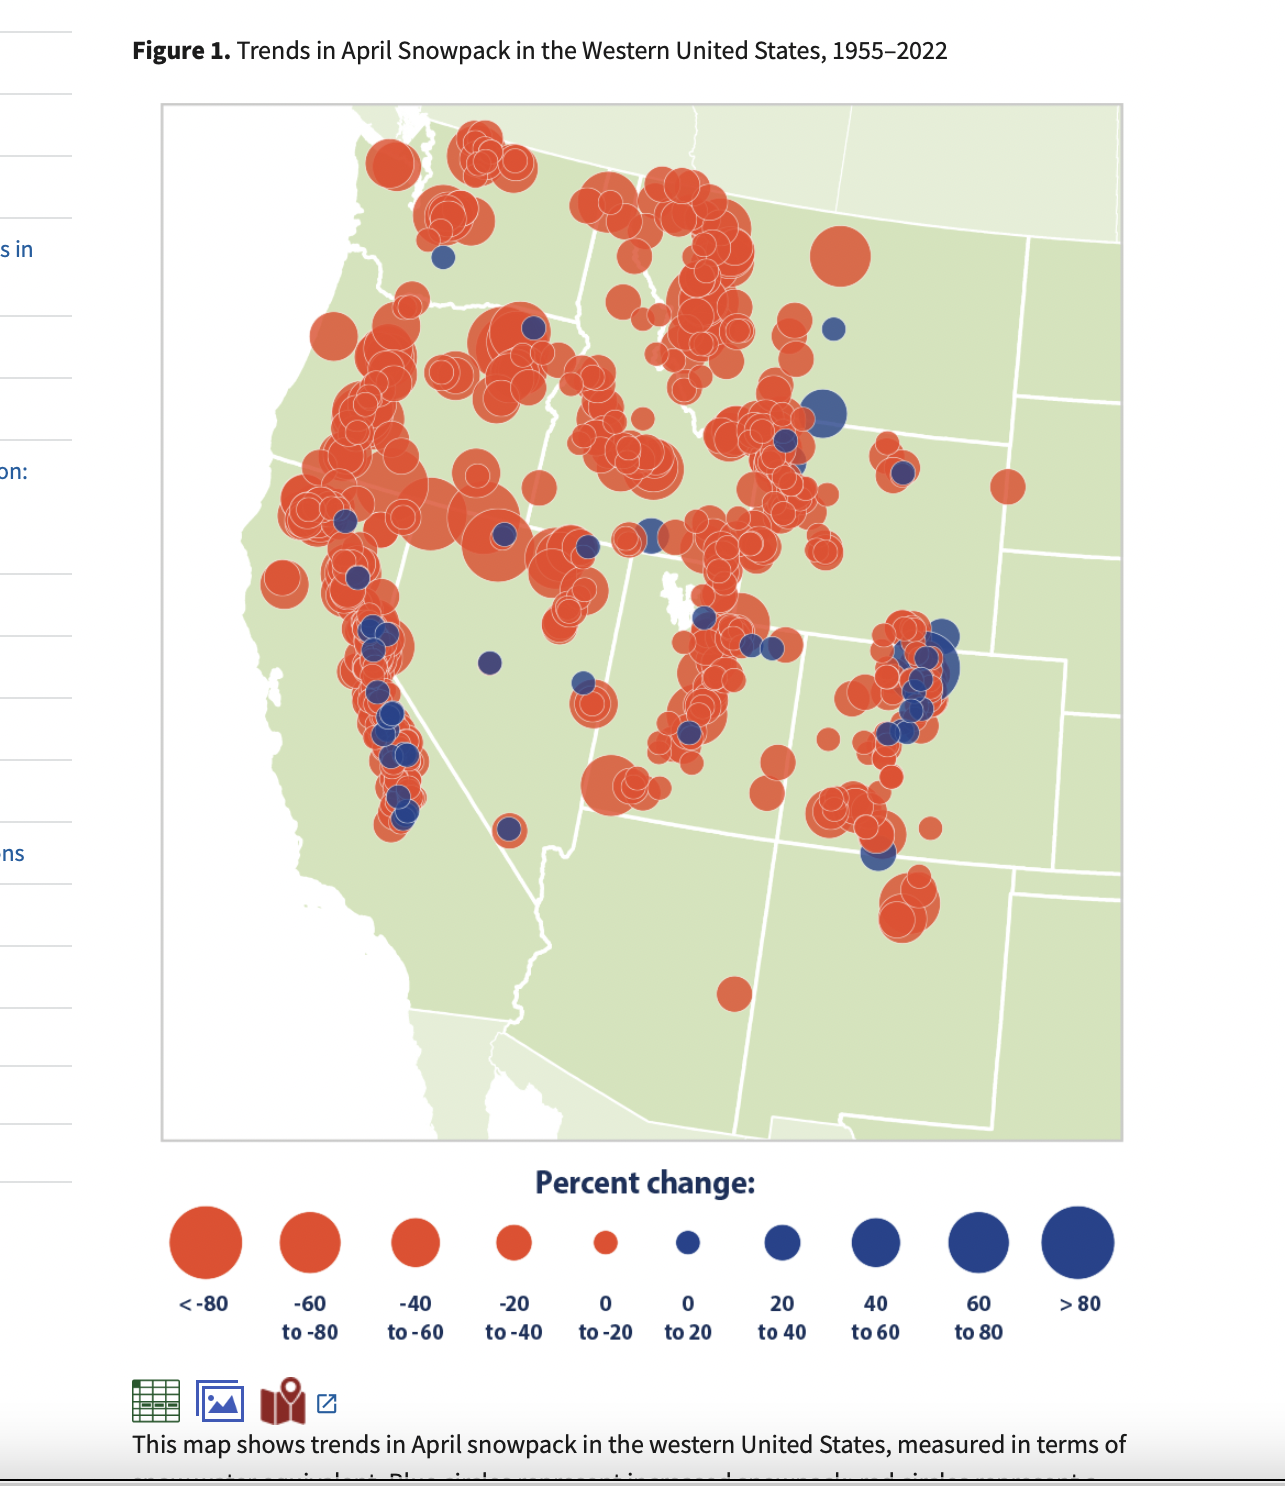 Figure 1. Trends in April Snowpack in the Western United States, 1955–2022
s in
on:
ons
Percent change:
< -80 -60 -40 -20 0 0 20 40 60 > 80
to -80 to -60 to -40 to -20 to 20 to 40 to 60 to 80
This map shows trends in April snowpack in the western United States, measured in terms of